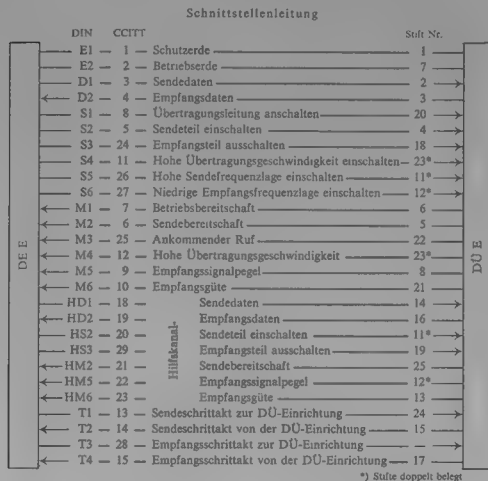 Schnittstellenleitung
DIN CCITT Stift Nr.
E1 — 1 — Schutzerde 1
E2 — 2 — Betriebserde 7
D1 — 3 — Sendedaten 2
D2 — 4 — Empfangsdaten 3
S1 — 8 — Übertragungsleitung anschalten 20
S2 — 5 — Sendeteil einschalten 4
S3 — 24 — Empfangsteil ausschalten 18
S4 — 11 — Hohe Übertragungsgeschwindigkeit einschalten 23*
S5 — 26 — Hohe Sendefrequenzlage einschalten 11*
S6 — 27 — Niedrige Empfangsfrequenzlage einschalten 12*
M1 — 7 — Betriebsbereitschaft 6
M2 — 6 — Sendebereitschaft 5
M3 — 25 — Ankommender Ruf 22
M4 — 12 — Hohe Übertragungsgeschwindigkeit 23*
M5 — 9 — Empfangssignalpegel 8
M6 — 10 — Empfangsgüte 21
HD1 — 18 — Sendedaten 14
HD2 — 19 — Empfangsdaten 16
HS2 — 20 — Sendeteil einschalten 11*
HS3 — 29 — Empfangsteil ausschalten 19
HM2 — 21 — Sendebereitschaft 25
HM5 — 22 — Empfangssignalpegel 12*
HM6 — 23 — Empfangsgüte 13
T1 — 13 — Sendeschrittakt zur DÜ-Einrichtung 24
T2 — 14 — Sendeschrittakt von der DÜ-Einrichtung 15
T3 — 28 — Empfangsschrittakt zur DÜ-Einrichtung —
T4 — 15 — Empfangsschrittakt von der DÜ-Einrichtung 17
DEE
Hilfskanal-
DÜE
*) Stifte doppelt belegt